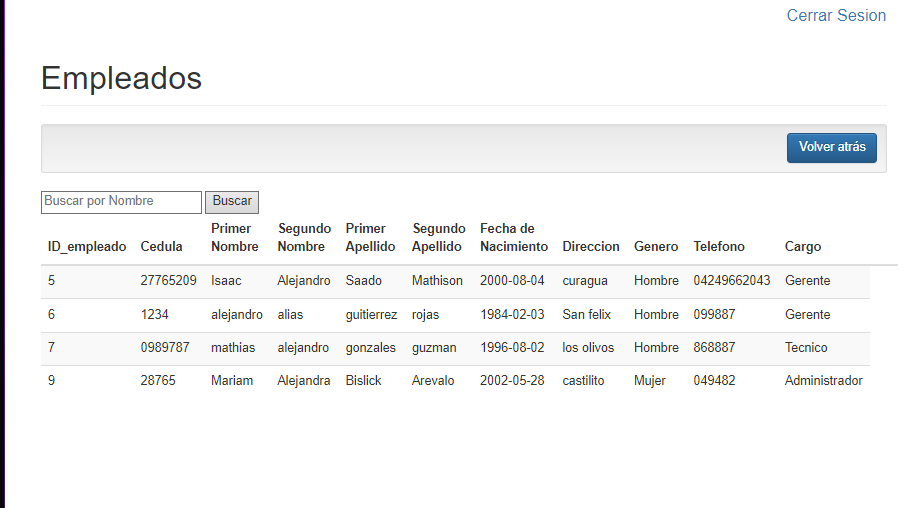 Cerrar Sesion
Empleados
Volver atrás
Buscar por Nombre Buscar
ID_empleado Cedula Primer Nombre Segundo Nombre Primer Apellido Segundo Apellido Fecha de Nacimiento Direccion Genero Telefono Cargo
5 27765209 Isaac Alejandro Saado Mathison 2000-08-04 curagua Hombre 04249662043 Gerente
6 1234 alejandro alias guitierrez rojas 1984-02-03 San felix Hombre 099887 Gerente
7 0989787 mathias alejandro gonzales guzman 1996-08-02 los olivos Hombre 868887 Tecnico
9 28765 Mariam Alejandra Bislick Arevalo 2002-05-28 castilito Mujer 049482 Administrador